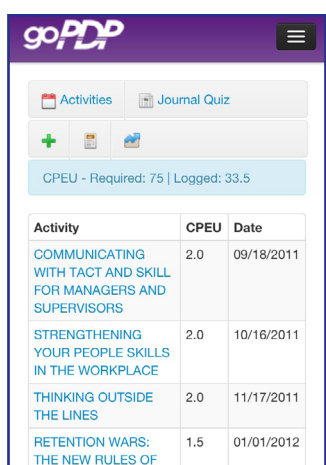 goPDP
Activities Journal Quiz
CPEU - Required: 75 | Logged: 33.5
Activity CPEU Date
COMMUNICATING 2.0 09/18/2011
WITH TACT AND SKILL
FOR MANAGERS AND
SUPERVISORS
STRENGTHENING 2.0 10/16/2011
YOUR PEOPLE SKILLS
IN THE WORKPLACE
THINKING OUTSIDE 2.0 11/17/2011
THE LINES
RETENTION WARS: 1.5 01/01/2012
THE NEW RULES OF